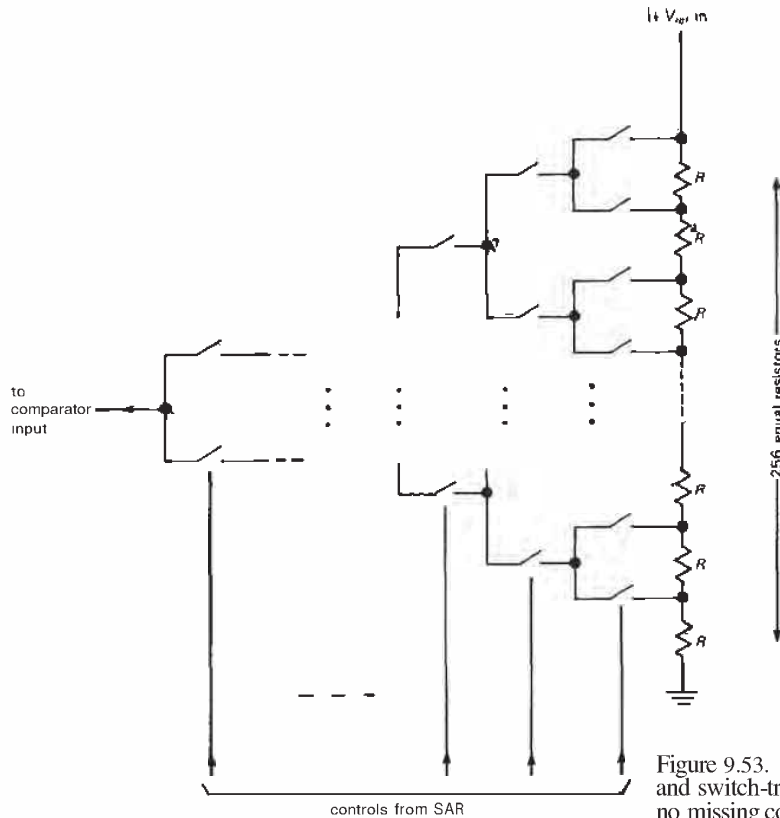 (+ V_ref) in
R
R
R
256 equal resistors
to
comparator
input
R
R
R
controls from SAR
Figure 9.53.
and switch-tr
no missing co